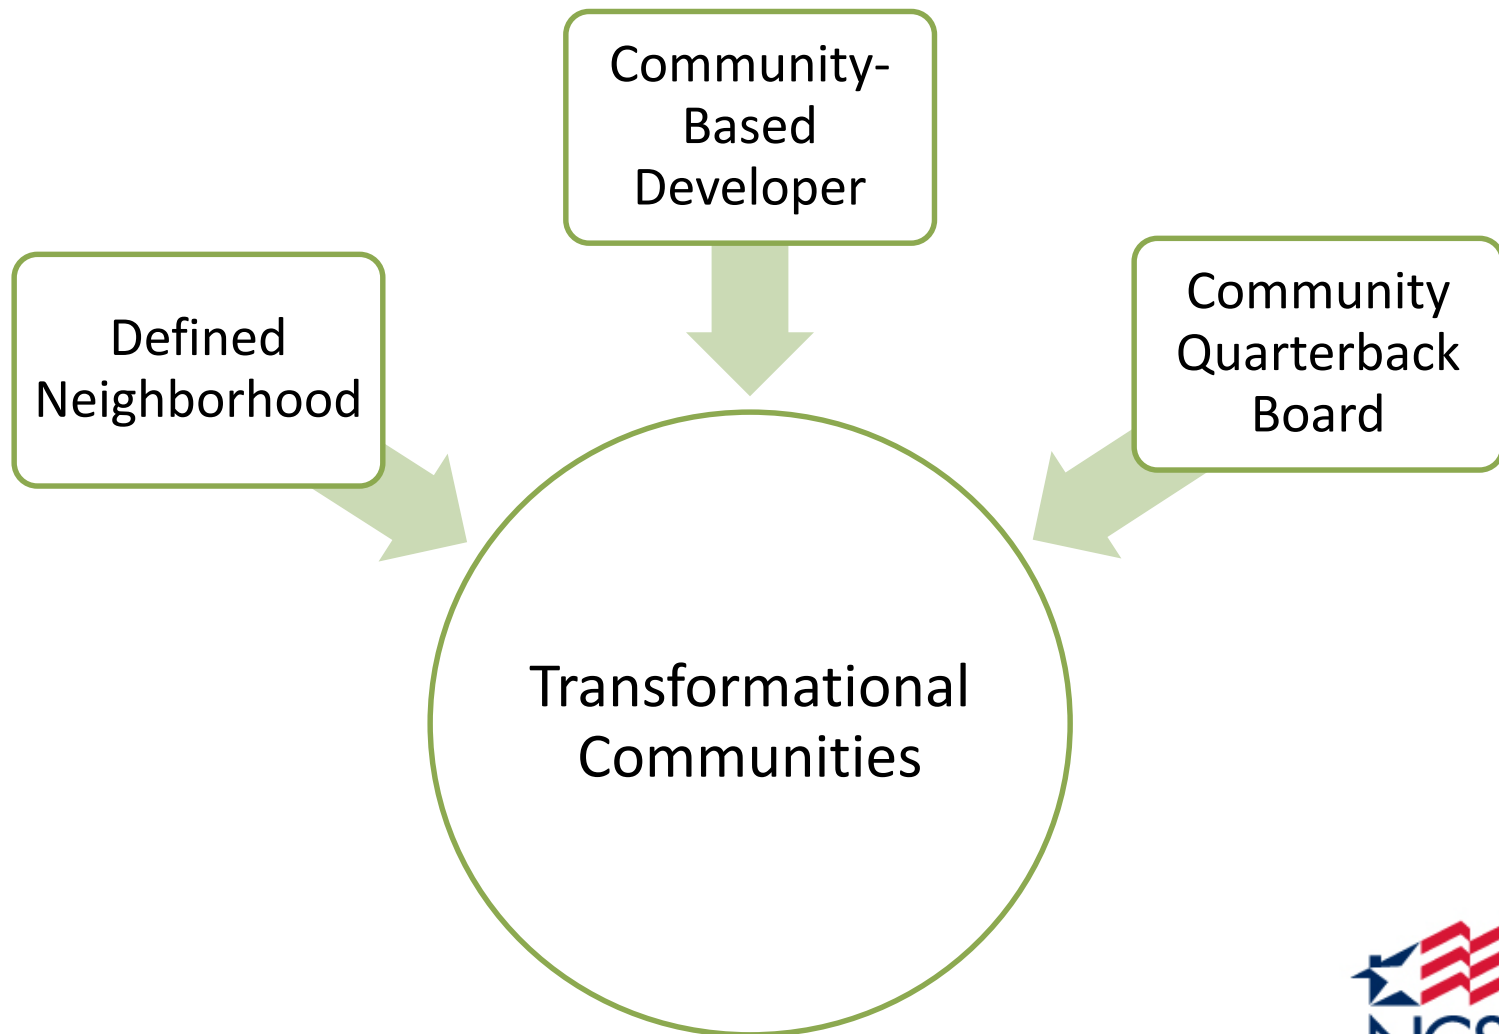 Community-
Based
Developer
Defined
Neighborhood
Community
Quarterback
Board
Transformational
Communities